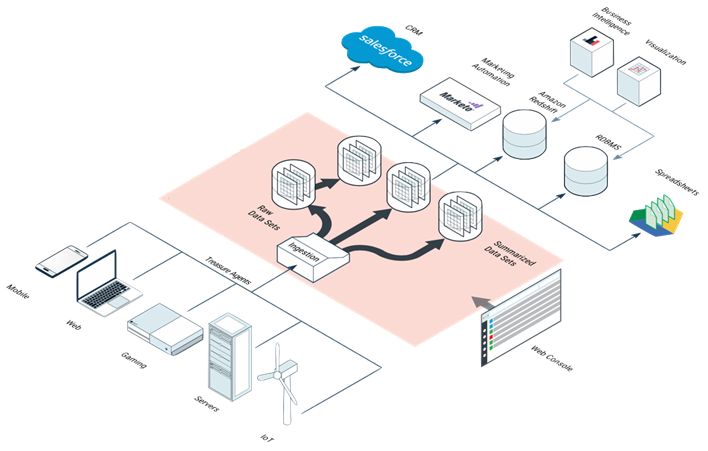 CRM
salesforce
Business
Intelligence
Visualization
Marketing
Automation
Marketo
Amazon
Redshift
RDBMS
Spreadsheets
Raw
Data Sets
Ingestion
Summarized
Data Sets
Treasure Agents
Mobile
Web
Gaming
Servers
IoT
Web Console